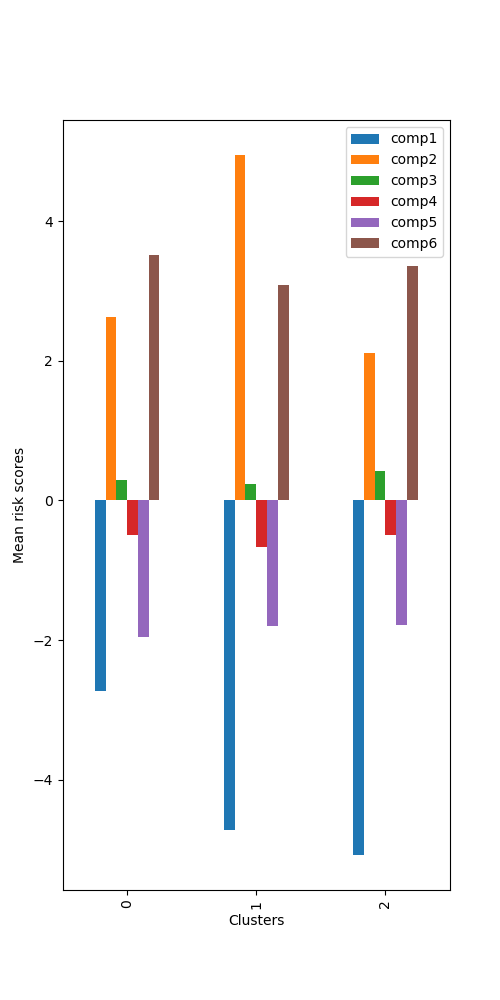 comp1
comp2
comp3
comp4
comp5
comp6
4
2
0
−2
−4
Mean risk scores
0
1
2
Clusters